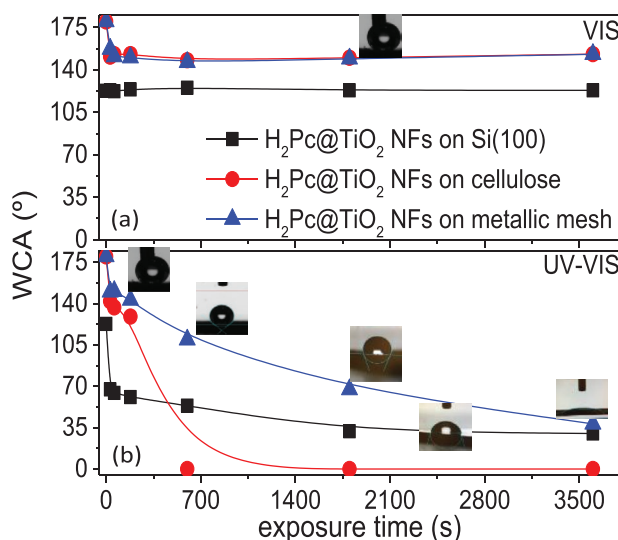 175
VIS
140
105
70
35
0
H₂Pc@TiO₂ NFs on Si(100)
H₂Pc@TiO₂ NFs on cellulose
H₂Pc@TiO₂ NFs on metallic mesh
(a)
WCA (º)
175
UV-VIS
140
105
70
35
0
(b)
0 700 1400 2100 2800 3500
exposure time (s)